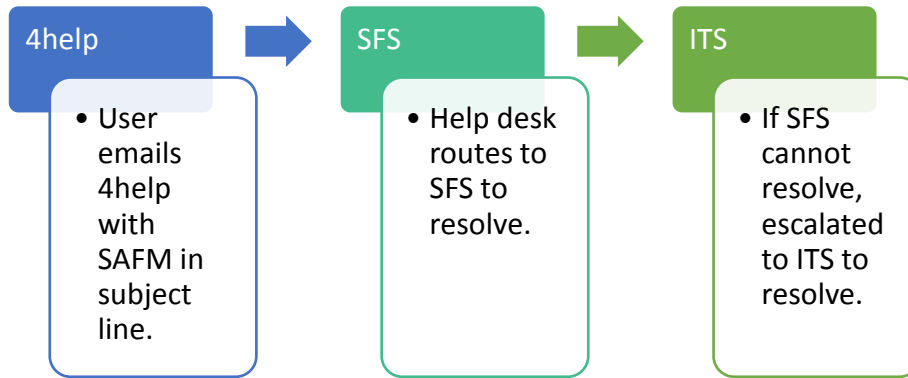 4help
• User
emails
4help
with
SAFM in
subject
line.
SFS
• Help desk
routes to
SFS to
resolve.
ITS
• If SFS
cannot
resolve,
escalated
to ITS to
resolve.